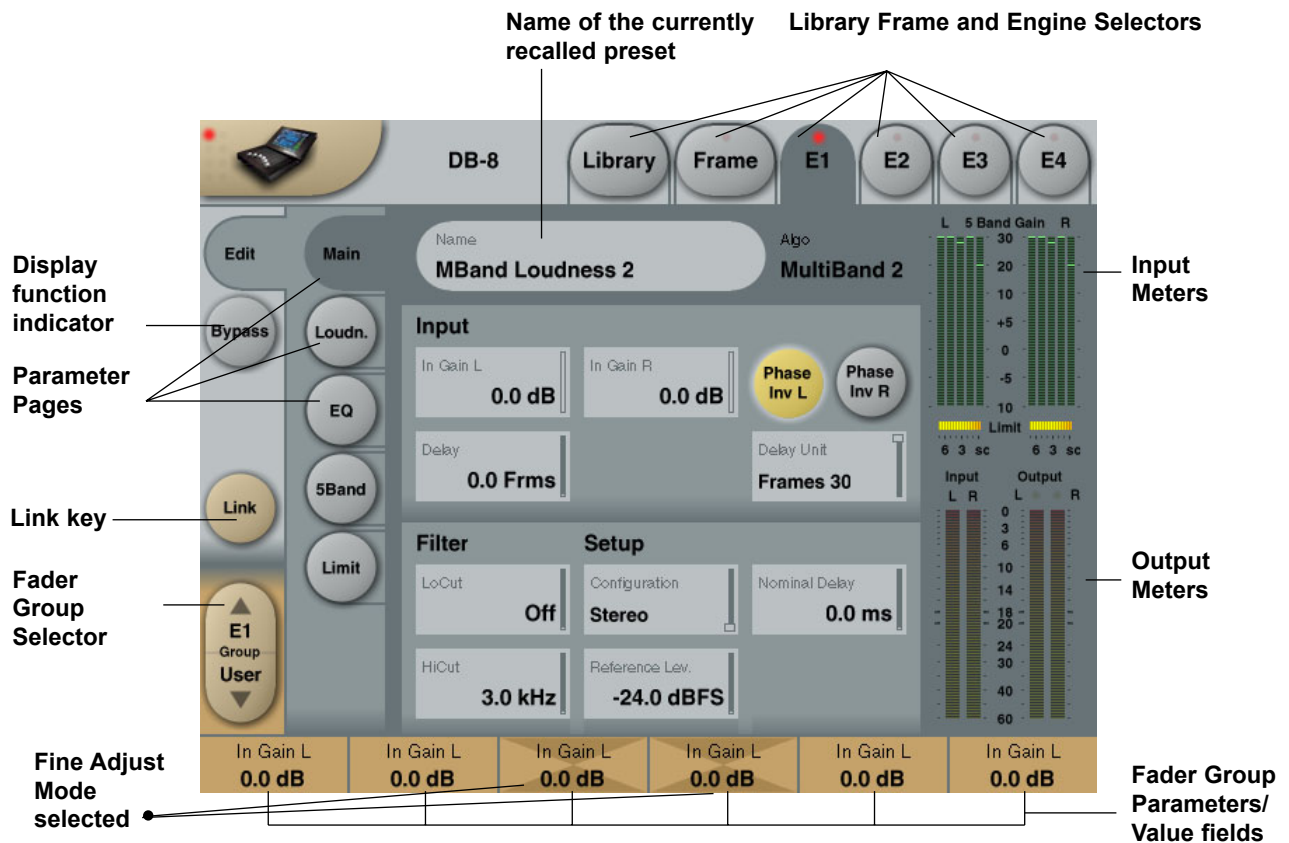 Name of the currently
recalled preset
Library Frame and Engine Selectors
DB-8
Library
Frame
E1
E2
E3
E4
Edit
Main
Name
MBand Loudness 2
Algo
MultiBand 2
L 5 Band Gain R
30
20
10
+5
0
-5
10
Limit
6 3 sc
6 3 sc
Display
function
indicator
Bypass
Loudn.
Parameter
Pages
EQ
Input
In Gain L
0.0 dB
In Gain R
0.0 dB
Phase
Inv L
Phase
Inv R
Delay
0.0 Frms
Delay Unit
Frames 30
Input
Meters
Link key
Link
5Band
Limit
Fader
Group
Selector
E1
Group
User
Filter
Setup
LoCut
Off
Configuration
Stereo
Nominal Delay
0.0 ms
HiCut
3.0 kHz
Reference Lev.
-24.0 dBFS
Input
L R
Output
L R
0
3
6
10
14
18
20
24
30
40
60
Output
Meters
Fine Adjust
Mode
selected
In Gain L
0.0 dB
In Gain L
0.0 dB
In Gain L
0.0 dB
In Gain L
0.0 dB
In Gain L
0.0 dB
In Gain L
0.0 dB
Fader Group
Parameters/
Value fields